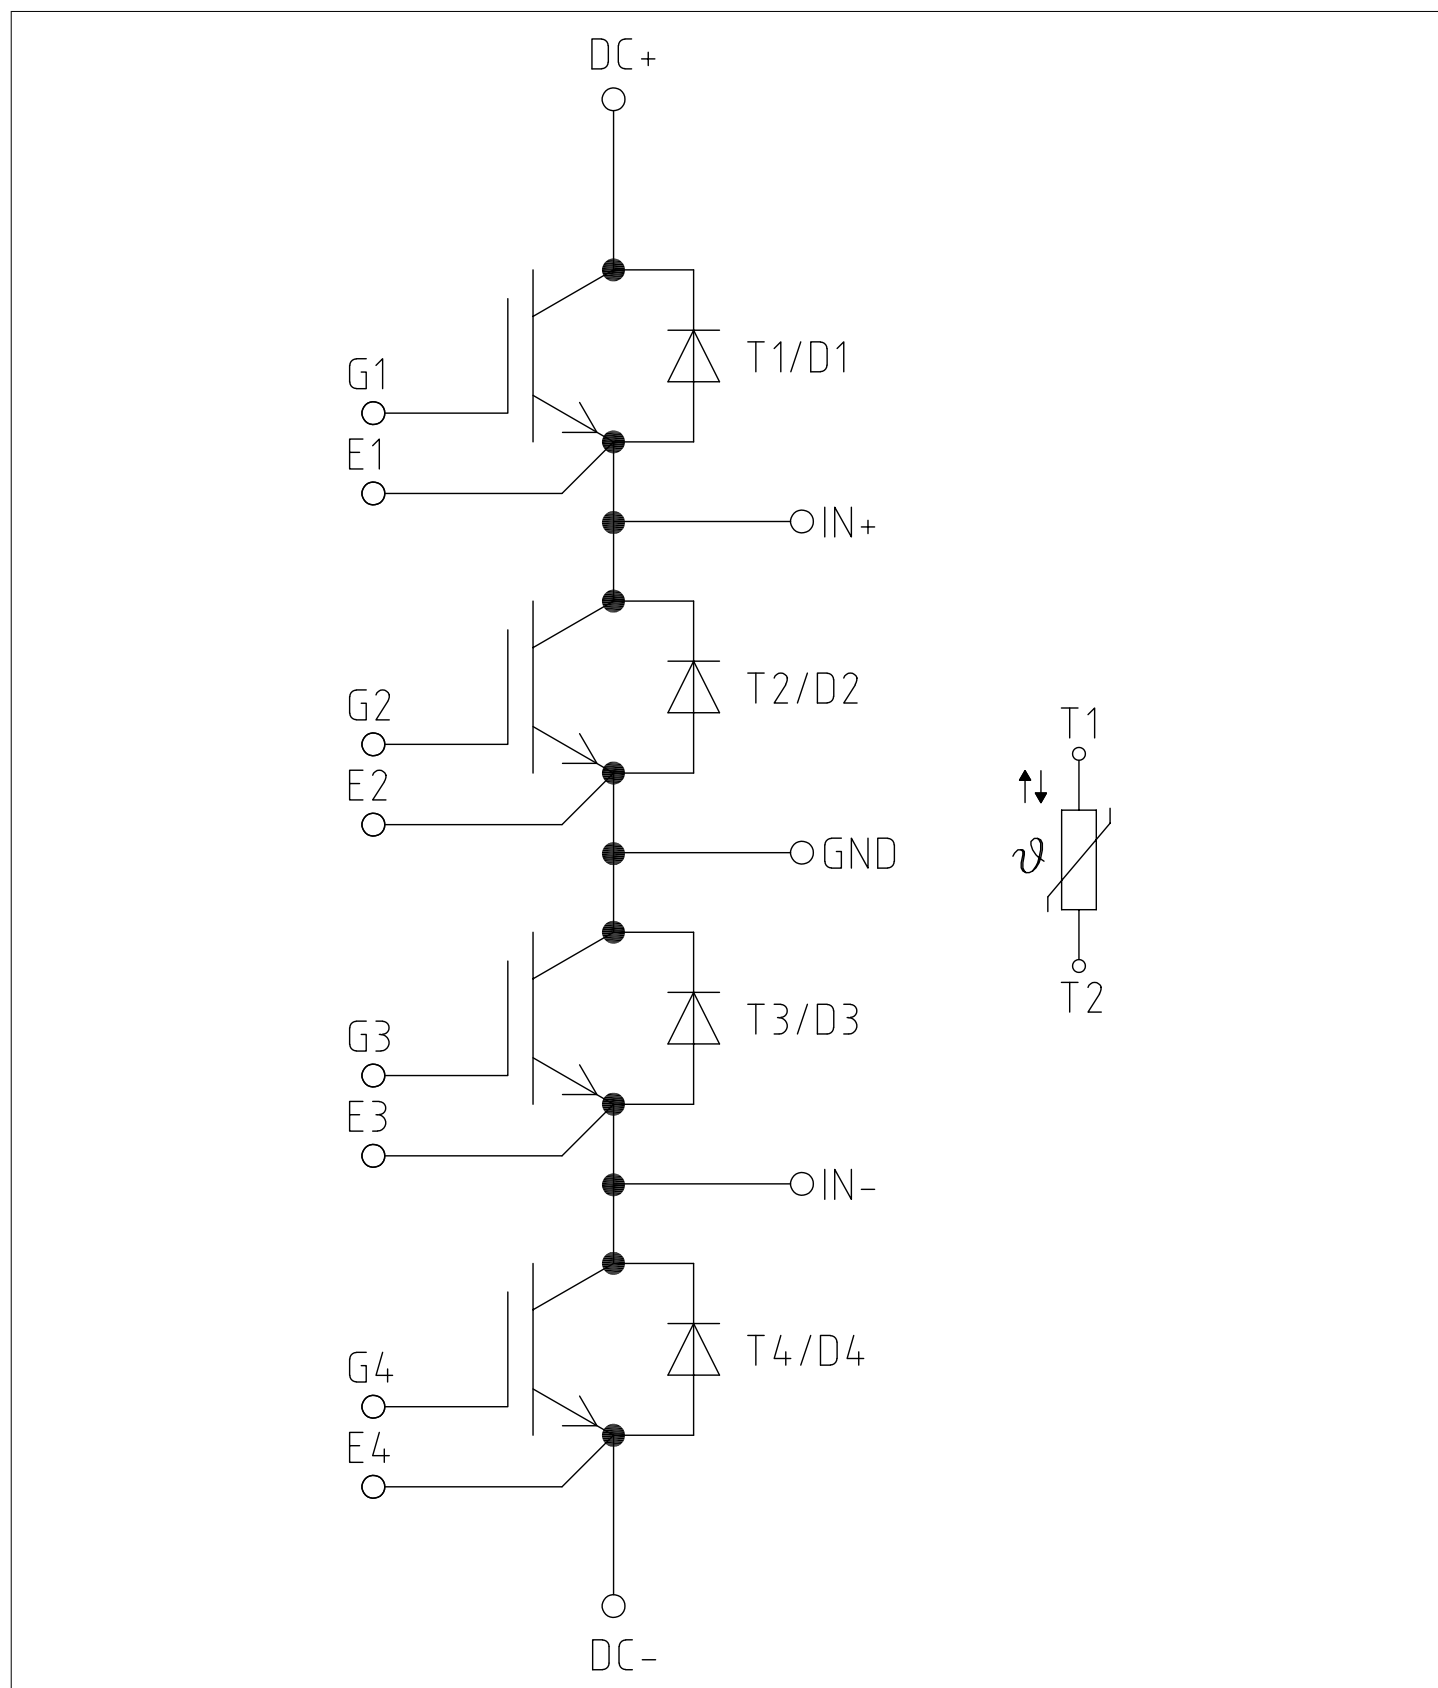 DC+
G1
T1/D1
E1
IN+
G2
T2/D2
E2
T1
GND
ϑ
T2
G3
T3/D3
E3
IN-
G4
T4/D4
E4
DC-